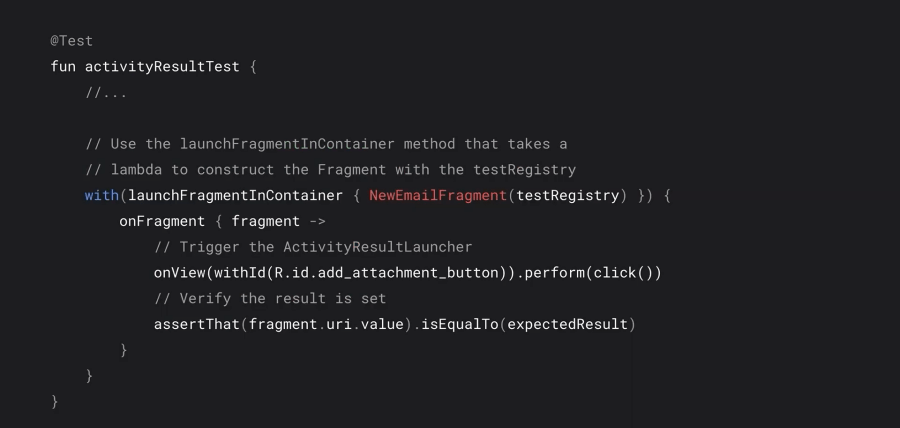 @Test
fun activityResultTest {
    //...

    // Use the launchFragmentInContainer method that takes a
    // lambda to construct the Fragment with the testRegistry
    with(launchFragmentInContainer { NewEmailFragment(testRegistry) }) {
        onFragment { fragment ->
            // Trigger the ActivityResultLauncher
            onView(withId(R.id.add_attachment_button)).perform(click())
            // Verify the result is set
            assertThat(fragment.uri.value).isEqualTo(expectedResult)
        }
    }
}